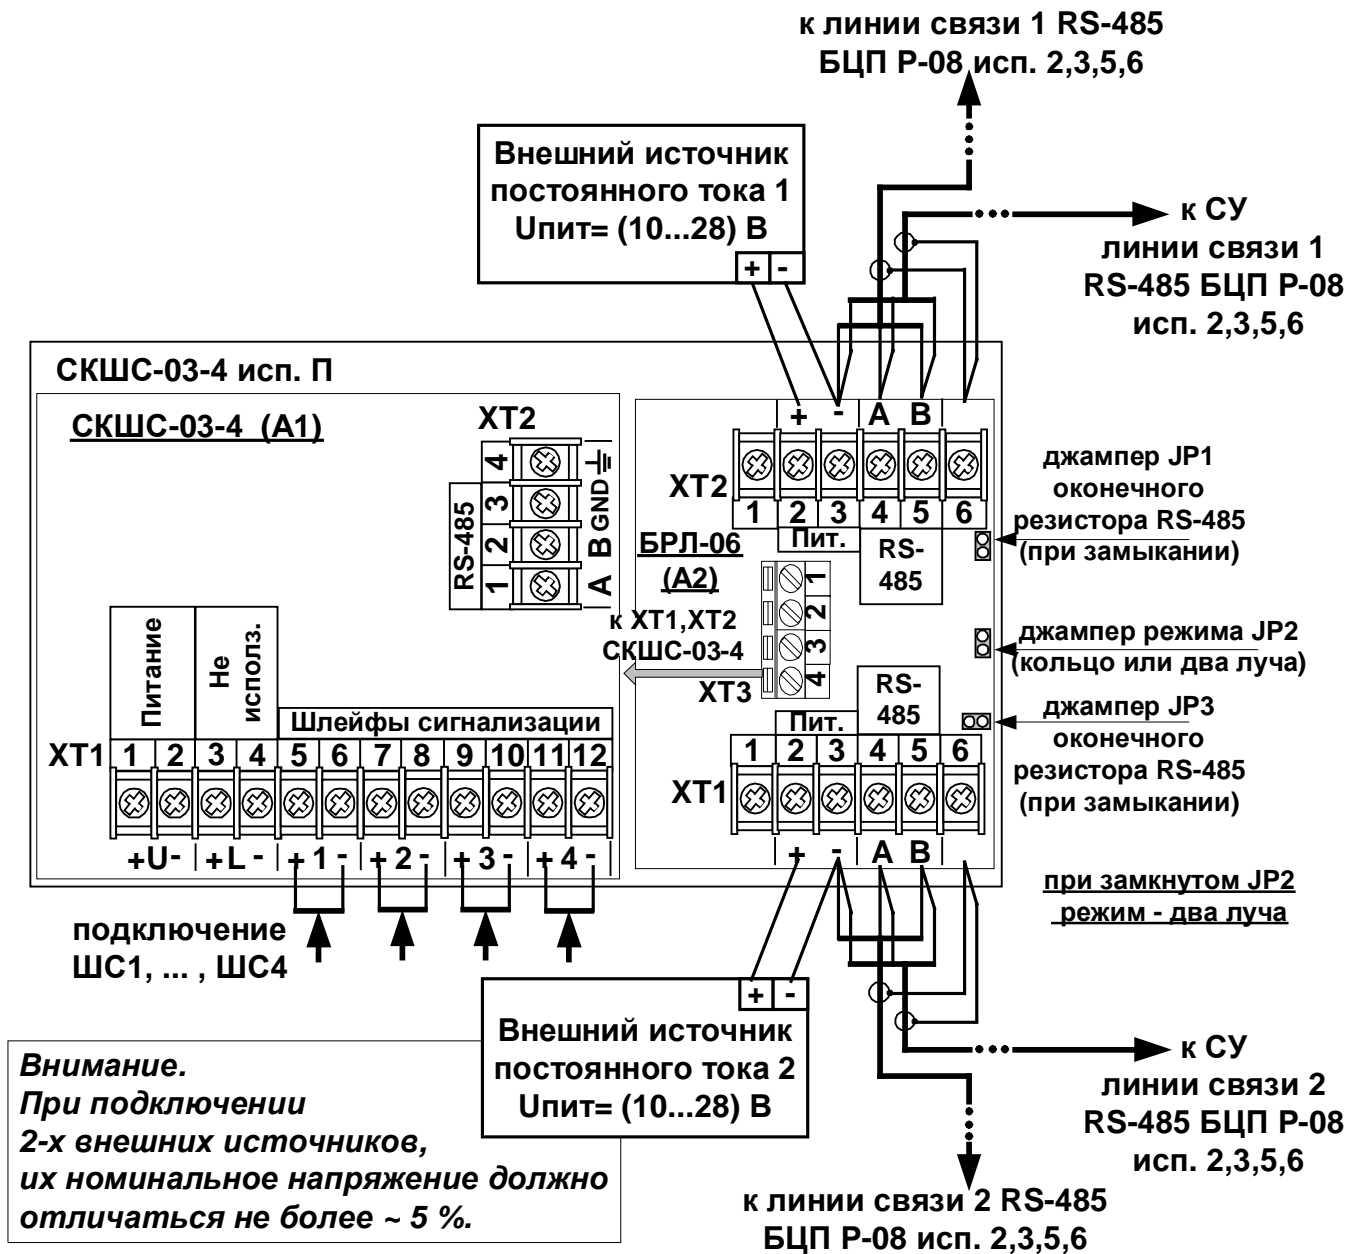 к линии связи 1 RS-485
БЦП Р-08 исп. 2,3,5,6
Внешний источник
постоянного тока 1
Uпит= (10...28) В
+ -
к СУ
линии связи 1
RS-485 БЦП Р-08
исп. 2,3,5,6
СКШС-03-4 исп. П
СКШС-03-4 (А1)
XT2
4 3 2 1
RS-485
GND
B
A
+ - A B
XT2
1 2 3 4 5 6
Пит.
RS-
485
БРЛ-06
(А2)
1
2
3
4
к XT1,XT2
СКШС-03-4
XT3
джампер JP1
оконечного
резистора RS-485
(при замыкании)
джампер режима JP2
(кольцо или два луча)
джампер JP3
оконечного
резистора RS-485
(при замыкании)
Питание
Не
исполз.
Шлейфы сигнализации
XT1
1 2 3 4 5 6 7 8 9 10 11 12
+U- +L - + 1 - + 2 - + 3 - + 4 -
RS-
485
Пит.
1 2 3 4 5 6
XT1
+ - A B
при замкнутом JP2
режим - два луча
подключение
ШС1, ... , ШС4
+ -
Внешний источник
постоянного тока 2
Uпит= (10...28) В
к СУ
линии связи 2
RS-485 БЦП Р-08
исп. 2,3,5,6
Внимание.
При подключении
2-х внешних источников,
их номинальное напряжение должно
отличаться не более ~ 5 %.
к линии связи 2 RS-485
БЦП Р-08 исп. 2,3,5,6